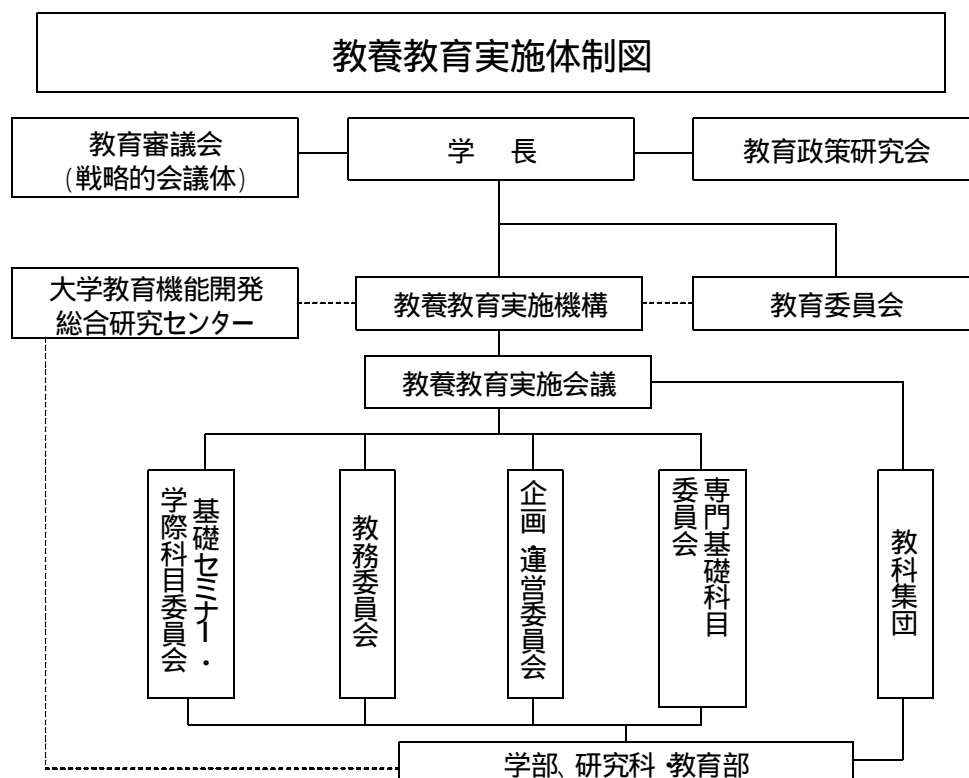 教養教育実施体制図
教育審議会
(戦略的会議体)
学　長
教育政策研究会
大学教育機能開発
総合研究センター
教養教育実施機構
教育委員会
教養教育実施会議
基礎セミナー・
学際科目委員会
教務委員会
企画・運営委員会
専門基礎科目
委員会
教科集団
学部、研究科・教育部